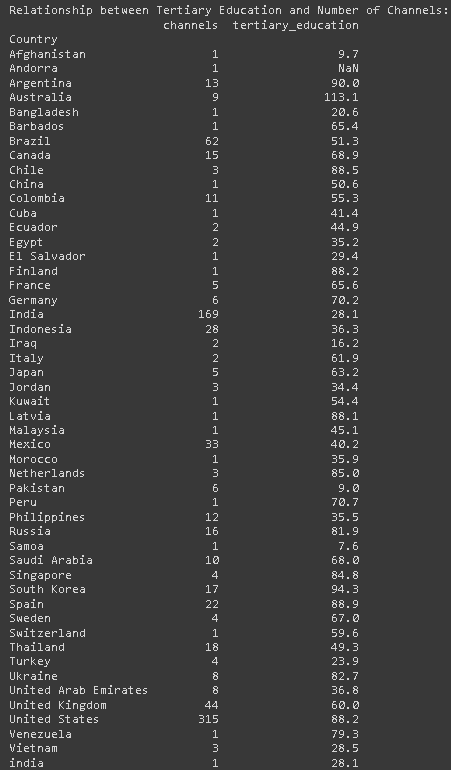 Relationship between Tertiary Education and Number of Channels:
channels tertiary_education
Country
Afghanistan 1 9.7
Andorra 1 NaN
Argentina 13 90.0
Australia 9 113.1
Bangladesh 1 20.6
Barbados 1 65.4
Brazil 62 51.3
Canada 15 68.9
Chile 3 88.5
China 1 50.6
Colombia 11 55.3
Cuba 1 41.4
Ecuador 2 44.9
Egypt 2 35.2
El Salvador 1 29.4
Finland 1 88.2
France 5 65.6
Germany 6 70.2
India 169 28.1
Indonesia 28 36.3
Iraq 2 16.2
Italy 2 61.9
Japan 5 63.2
Jordan 3 34.4
Kuwait 1 54.4
Latvia 1 88.1
Malaysia 1 45.1
Mexico 33 40.2
Morocco 1 35.9
Netherlands 3 85.0
Pakistan 6 9.0
Peru 1 70.7
Philippines 12 35.5
Russia 16 81.9
Samoa 1 7.6
Saudi Arabia 10 68.0
Singapore 4 84.8
South Korea 17 94.3
Spain 22 88.9
Sweden 4 67.0
Switzerland 1 59.6
Thailand 18 49.3
Turkey 4 23.9
Ukraine 8 82.7
United Arab Emirates 8 36.8
United Kingdom 44 60.0
United States 315 88.2
Venezuela 1 79.3
Vietnam 3 28.5
india 1 28.1